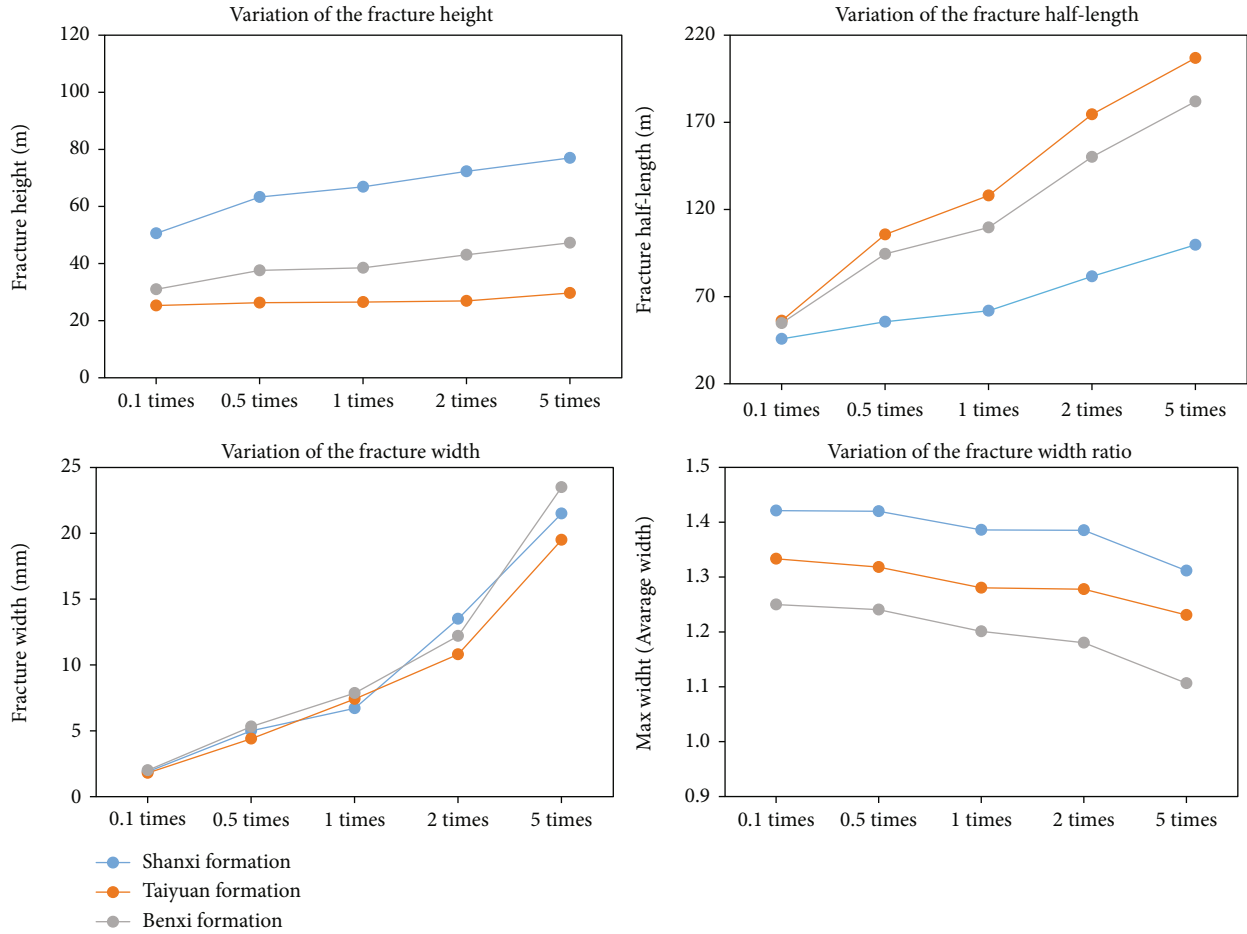 Variation of the fracture height
Fracture height (m)
120
100
80
60
40
20
0
0.1 times 0.5 times 1 times 2 times 5 times
Variation of the fracture half-length
Fracture half-length (m)
220
170
120
70
20
0.1 times 0.5 times 1 times 2 times 5 times
Variation of the fracture width
Fracture width (mm)
25
20
15
10
5
0
0.1 times 0.5 times 1 times 2 times 5 times
Variation of the fracture width ratio
Max widht (Avarage width)
1.5
1.4
1.3
1.2
1.1
1.0
0.9
0.1 times 0.5 times 1 times 2 times 5 times
Shanxi formation
Taiyuan formation
Benxi formation